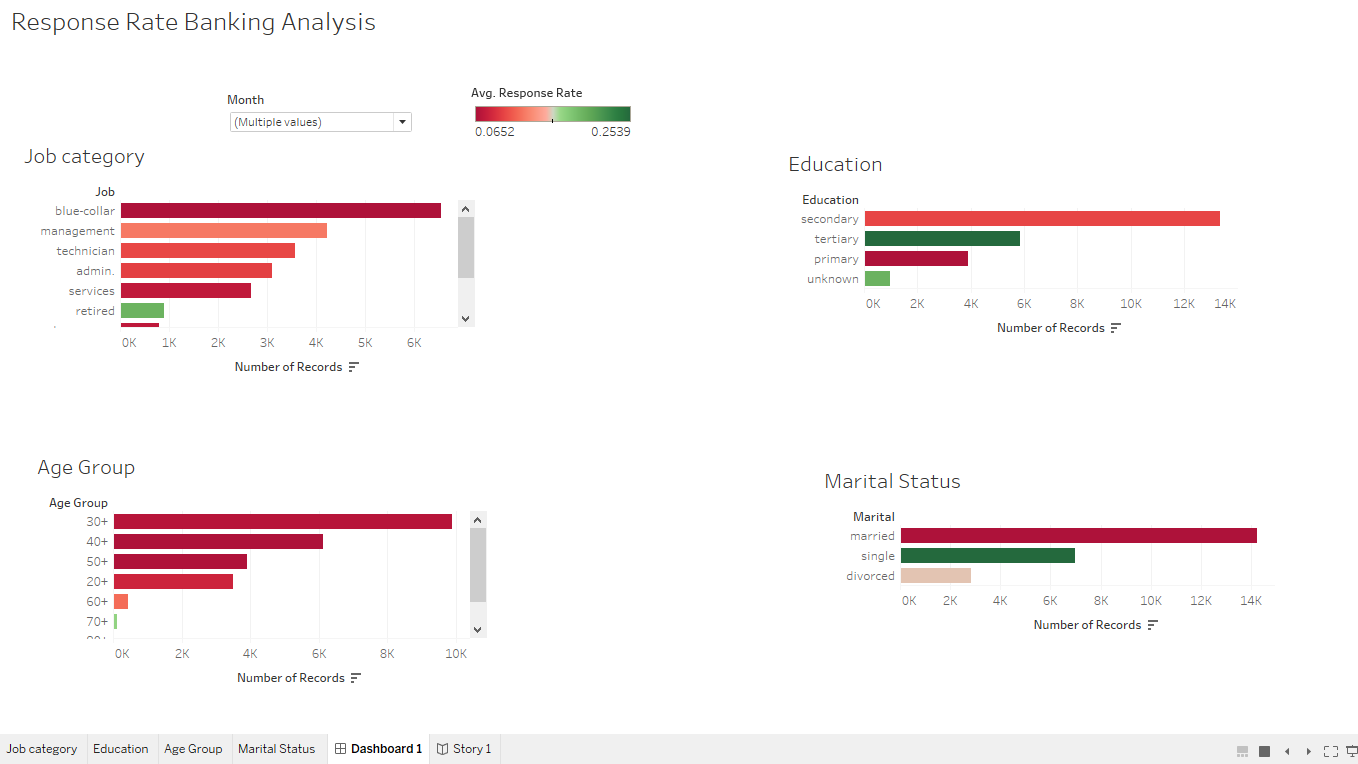 Response Rate Banking Analysis
Month
(Multiple values)
Avg. Response Rate
0.0652 0.2539
Job category
Job
blue-collar
management
technician
admin.
services
retired
0K 1K 2K 3K 4K 5K 6K
Number of Records
Education
Education
secondary
tertiary
primary
unknown
0K 2K 4K 6K 8K 10K 12K 14K
Number of Records
Age Group
Age Group
30+
40+
50+
20+
60+
70+
0K 2K 4K 6K 8K 10K
Number of Records
Marital Status
Marital
married
single
divorced
0K 2K 4K 6K 8K 10K 12K 14K
Number of Records
Job category Education Age Group Marital Status Dashboard 1 Story 1